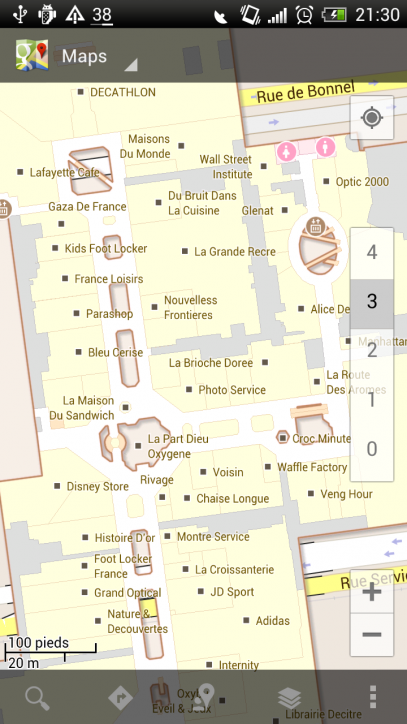 38
21:30
Maps
DECATHLON
Rue de Bonnel
Maisons
Du Monde
Wall Street
Institute
Lafayette Cafe
Optic 2000
Du Bruit Dans
La Cuisine
Glenat
Gaza De France
Kids Foot Locker
La Grande Recre
4
France Loisirs
3
Nouvelless
Frontieres
Alice De
Parashop
Manhattan
2
Bleu Cerise
La Brioche Doree
La Route
Des Aromes
Photo Service
1
La Maison
Du Sandwich
La Part Dieu
Oxygene
Croc Minute
0
Waffle Factory
Voisin
Rivage
Disney Store
Veng Hour
Chaise Longue
Histoire D'or
Montre Service
Foot Locker
France
La Croissanterie
Rue Servie
Grand Optical
JD Sport
+
Nature &
Decouvertes
Adidas
100 pieds
20 m
−
Internity
Oxyl
Eveil & Jeux
Librairie Decitre